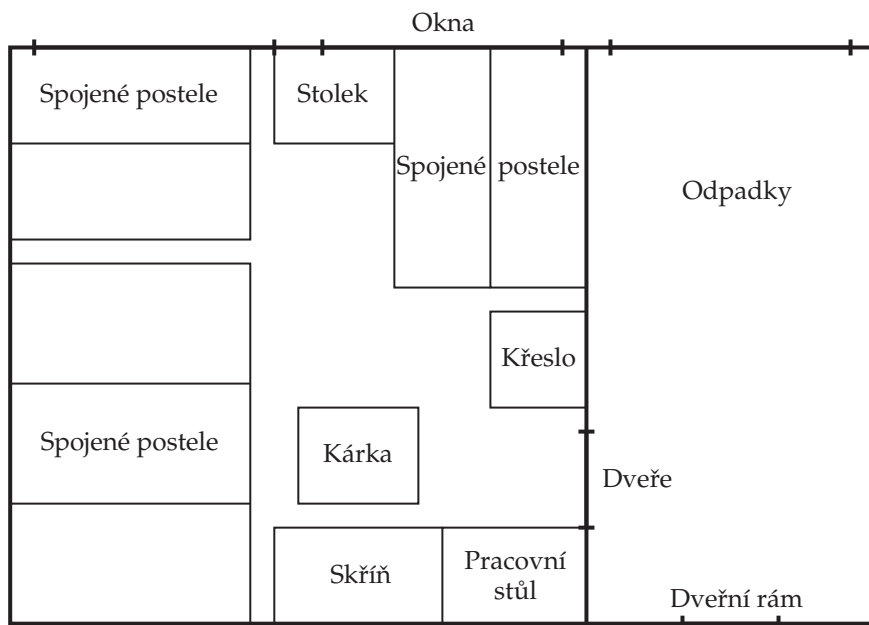 Okna
Spojené postele
Stolek
Spojené postele
Odpadky
Křeslo
Spojené postele
Kárka
Dveře
Skříň
Pracovní
stůl
Dveřní rám